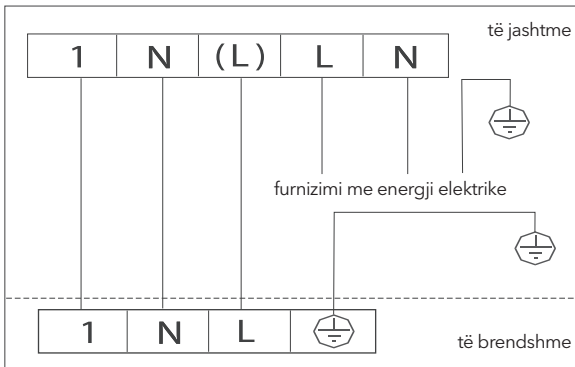 të jashtme
1 N (L) L N
furnizimi me energji elektrike
1 N L
të brendshme